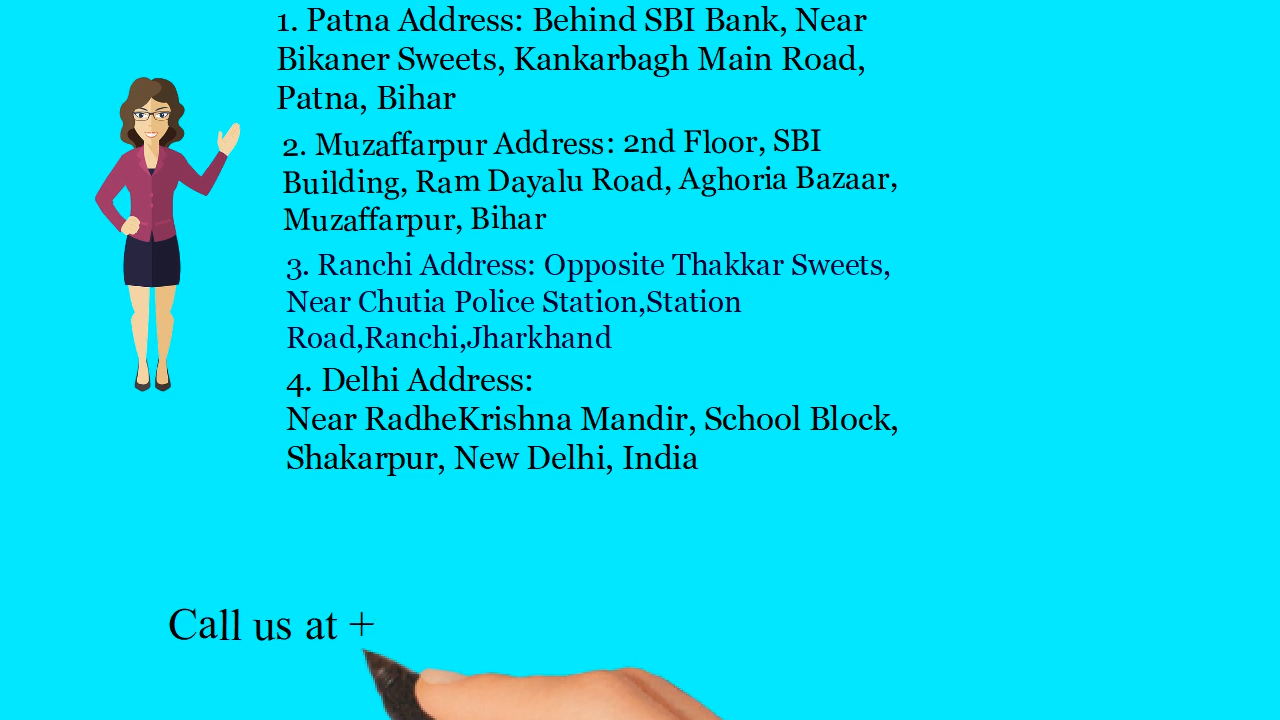 1. Patna Address: Behind SBI Bank, Near
Bikaner Sweets, Kankarbagh Main Road,
Patna, Bihar
2. Muzaffarpur Address: 2nd Floor, SBI
Building, Ram Dayalu Road, Aghoria Bazaar,
Muzaffarpur, Bihar
3. Ranchi Address: Opposite Thakkar Sweets,
Near Chutia Police Station,Station
Road,Ranchi,Jharkhand
4. Delhi Address:
Near RadheKrishna Mandir, School Block,
Shakarpur, New Delhi, India
Call us at +